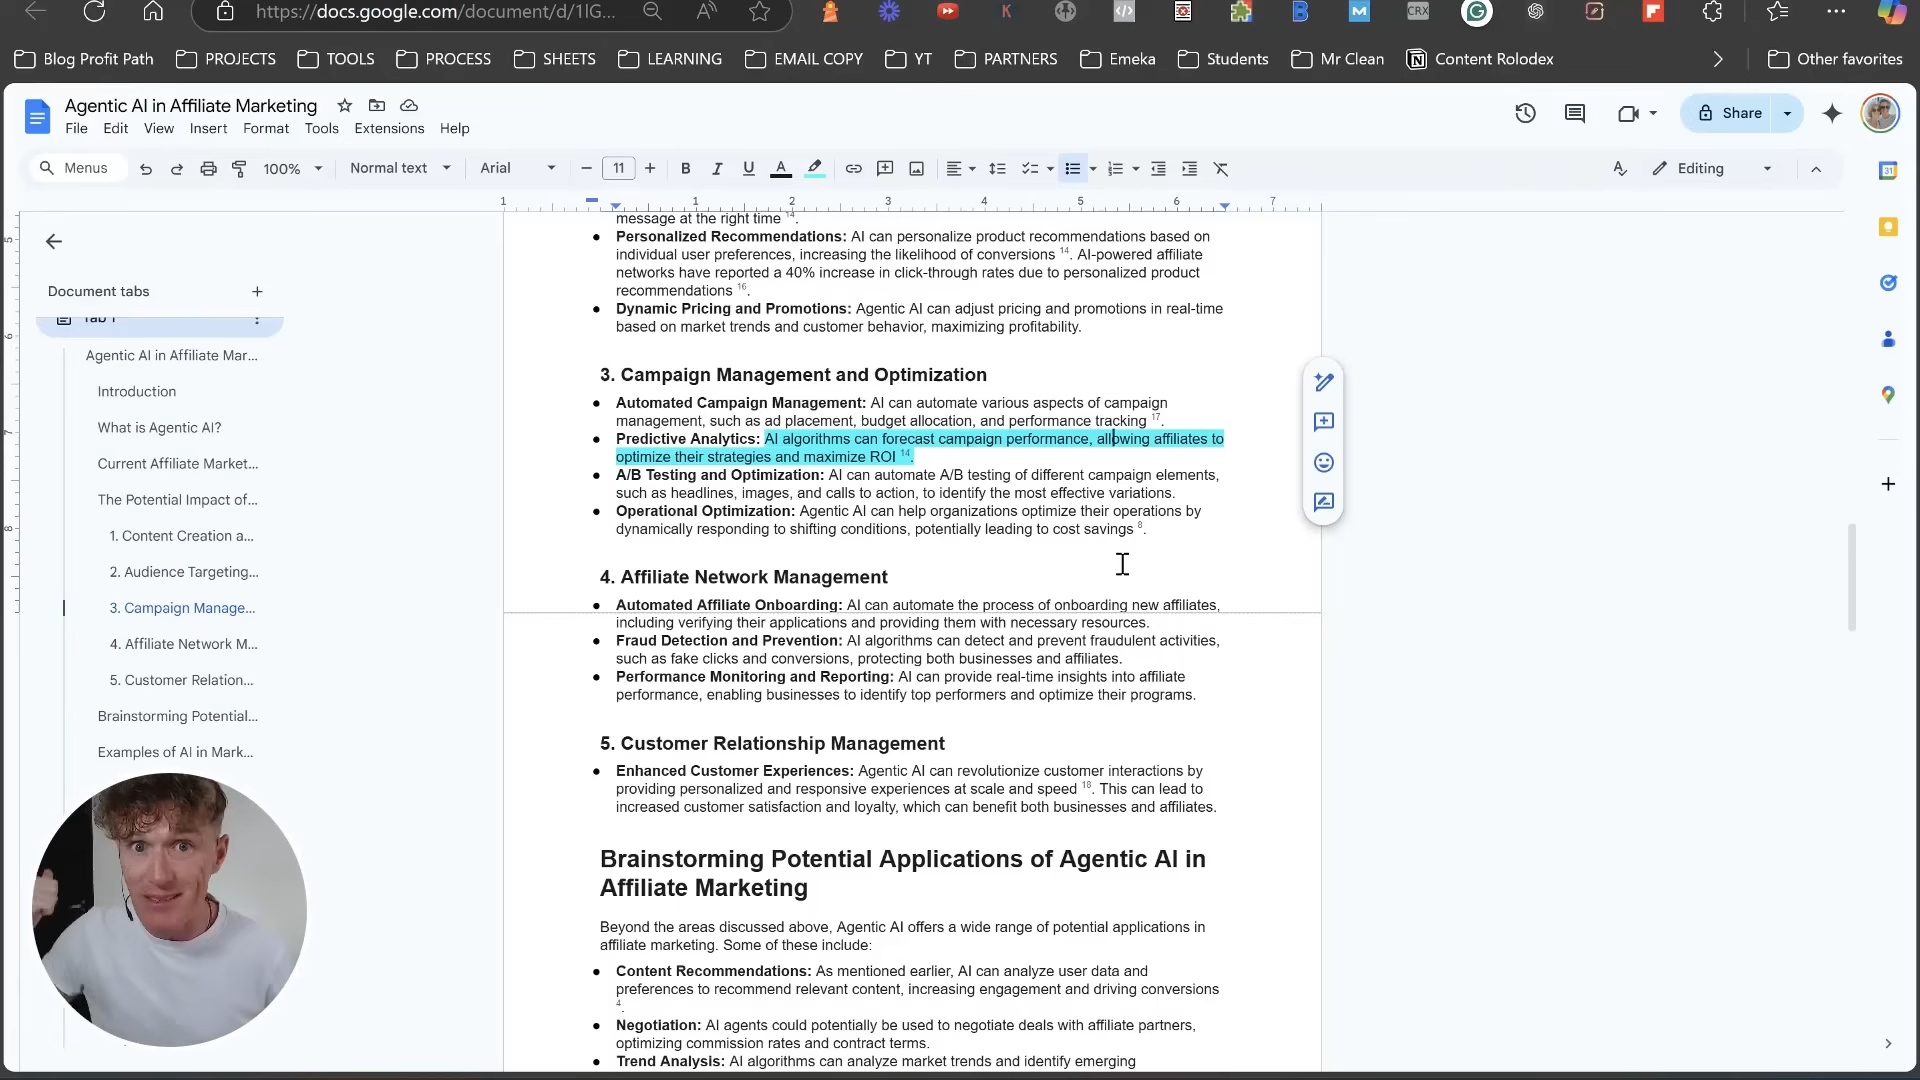 https://docs.google.com/document/d/1lG...
CRX
Blog Profit Path
PROJECTS
TOOLS
PROCESS
SHEETS
LEARNING
EMAIL COPY
YT
PARTNERS
Emeka
Students
Mr Clean
Content Rolodex
Other favorites
Agentic AI in Affiliate Marketing
File Edit View Insert Format Tools Extensions Help
Share
Menus
100%
Normal text
Arial
11
Editing
1 1 2 3 4 5 6 7
Document tabs
Tab 1
Agentic AI in Affiliate Mar...
Introduction
What is Agentic AI?
Current Affiliate Market...
The Potential Impact of...
1. Content Creation a...
2. Audience Targeting...
3. Campaign Manage...
4. Affiliate Network M...
5. Customer Relation...
Brainstorming Potential...
Examples of AI in Mark...
message at the right time 14.
● Personalized Recommendations: AI can personalize product recommendations based on
individual user preferences, increasing the likelihood of conversions 14. AI-powered affiliate
networks have reported a 40% increase in click-through rates due to personalized product
recommendations 16.
● Dynamic Pricing and Promotions: Agentic AI can adjust pricing and promotions in real-time
based on market trends and customer behavior, maximizing profitability.
3. Campaign Management and Optimization
● Automated Campaign Management: AI can automate various aspects of campaign
management, such as ad placement, budget allocation, and performance tracking 17.
● Predictive Analytics: AI algorithms can forecast campaign performance, allowing affiliates to
optimize their strategies and maximize ROI 14.
● A/B Testing and Optimization: AI can automate A/B testing of different campaign elements,
such as headlines, images, and calls to action, to identify the most effective variations.
● Operational Optimization: Agentic AI can help organizations optimize their operations by
dynamically responding to shifting conditions, potentially leading to cost savings 8.
4. Affiliate Network Management
● Automated Affiliate Onboarding: AI can automate the process of onboarding new affiliates,
including verifying their applications and providing them with necessary resources.
● Fraud Detection and Prevention: AI algorithms can detect and prevent fraudulent activities,
such as fake clicks and conversions, protecting both businesses and affiliates.
● Performance Monitoring and Reporting: AI can provide real-time insights into affiliate
performance, enabling businesses to identify top performers and optimize their programs.
5. Customer Relationship Management
● Enhanced Customer Experiences: Agentic AI can revolutionize customer interactions by
providing personalized and responsive experiences at scale and speed 18. This can lead to
increased customer satisfaction and loyalty, which can benefit both businesses and affiliates.
Brainstorming Potential Applications of Agentic AI in
Affiliate Marketing
Beyond the areas discussed above, Agentic AI offers a wide range of potential applications in
affiliate marketing. Some of these include:
● Content Recommendations: As mentioned earlier, AI can analyze user data and
preferences to recommend relevant content, increasing engagement and driving conversions
4.
● Negotiation: AI agents could potentially be used to negotiate deals with affiliate partners,
optimizing commission rates and contract terms.
● Trend Analysis: AI algorithms can analyze market trends and identify emerging